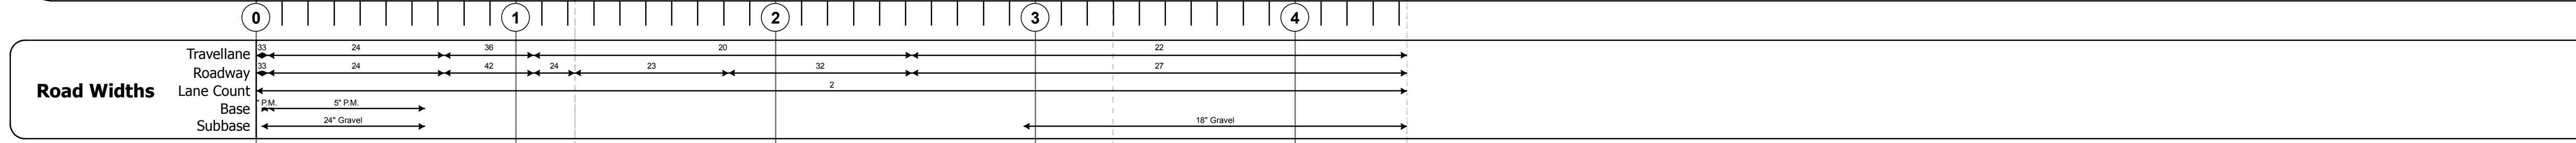 0 1 2 3 4
Travellane 33 24 36 20 22
Roadway 33 24 42 24 23 32 27
Road Widths
Lane Count 2
Base " P.M. 5" P.M.
Subbase 24" Gravel 18" Gravel